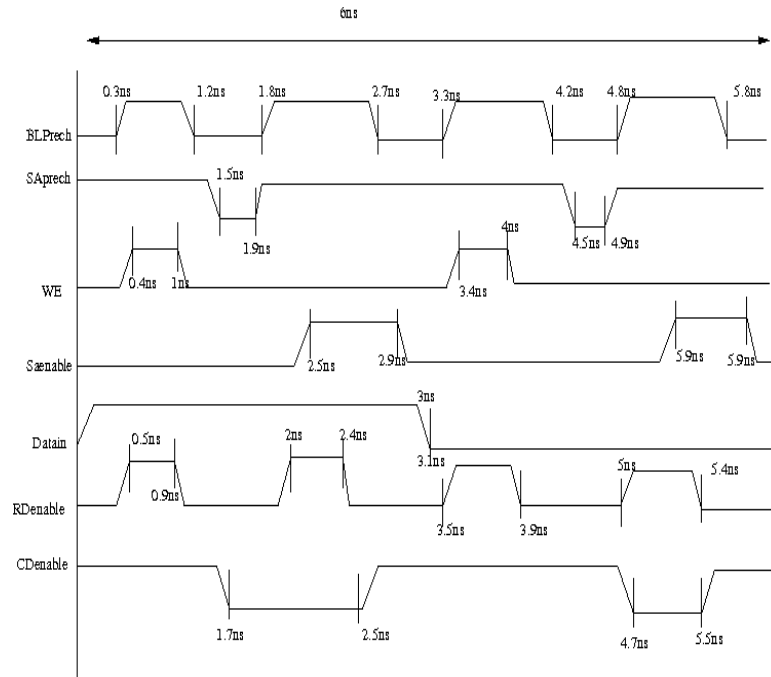 6ns
0.3ns 1.2ns 1.8ns 2.7ns 3.3ns 4.2ns 4.8ns 5.8ns
BLPrech
SAprech
1.5ns
1.9ns
4.5ns 4.9ns
4ns
WE
0.4ns 1ns
3.4ns
Saenable
2.5ns 2.9ns
5.9ns 5.9ns
3n
Datain
3.1ns
0.5ns
2ns 2.4ns
5n 5.4ns
0.9ns
RDenable
3.5ns 3.9ns
CDenable
1.7ns 2.5ns
4.7ns 5.5ns